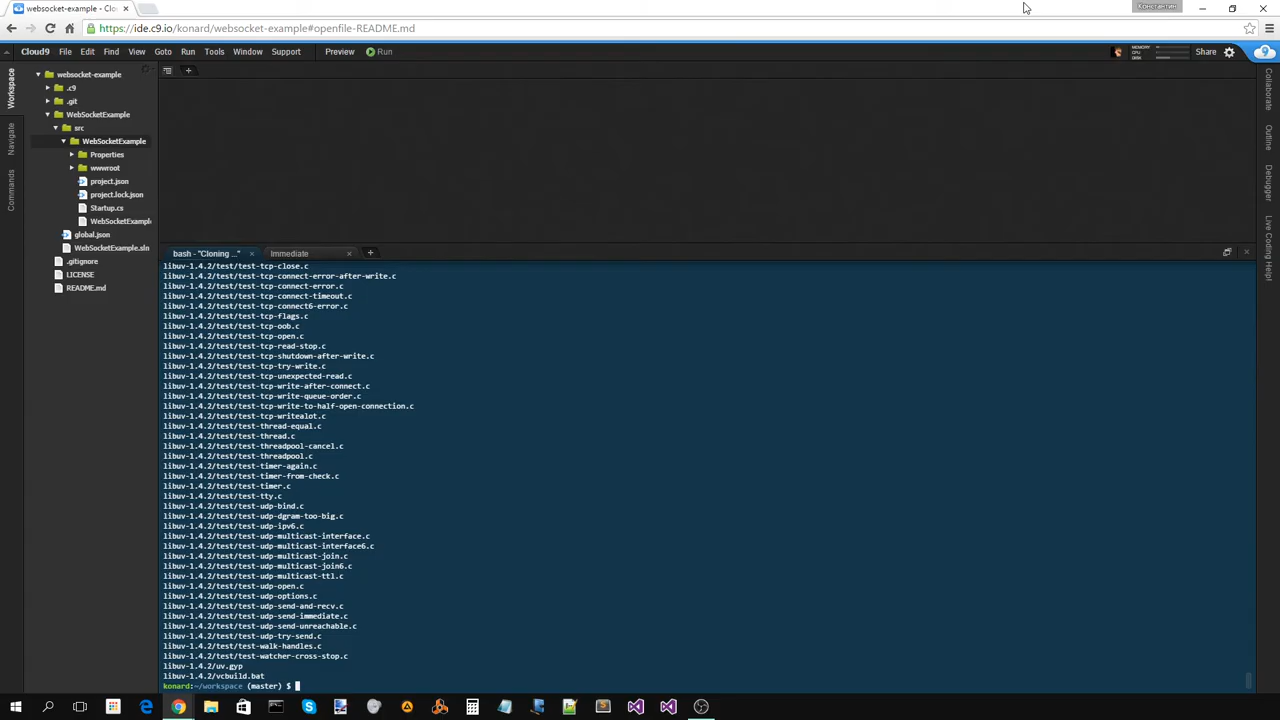 websocket-example - Clo
Константин
https://ide.c9.io/konard/websocket-example#openfile-README.md
Cloud9 File Edit Find View Goto Run Tools Window Support Preview Run
MEMORY
CPU
DISK
Share
Workspace
Navigate
Commands
websocket-example
.c9
.git
WebSocketExample
src
WebSocketExample
Properties
wwwroot
project.json
project.lock.json
Startup.cs
WebSocketExample
global.json
WebSocketExample.sln
.gitignore
LICENSE
README.md
bash - "Cloning ..." Immediate
libuv-1.4.2/test/test-tcp-close.c
libuv-1.4.2/test/test-tcp-connect-error-after-write.c
libuv-1.4.2/test/test-tcp-connect-error.c
libuv-1.4.2/test/test-tcp-connect-timeout.c
libuv-1.4.2/test/test-tcp-connect6-error.c
libuv-1.4.2/test/test-tcp-flags.c
libuv-1.4.2/test/test-tcp-oob.c
libuv-1.4.2/test/test-tcp-open.c
libuv-1.4.2/test/test-tcp-read-stop.c
libuv-1.4.2/test/test-tcp-shutdown-after-write.c
libuv-1.4.2/test/test-tcp-try-write.c
libuv-1.4.2/test/test-tcp-unexpected-read.c
libuv-1.4.2/test/test-tcp-write-after-connect.c
libuv-1.4.2/test/test-tcp-write-queue-order.c
libuv-1.4.2/test/test-tcp-write-to-half-open-connection.c
libuv-1.4.2/test/test-tcp-writealot.c
libuv-1.4.2/test/test-thread-equal.c
libuv-1.4.2/test/test-thread.c
libuv-1.4.2/test/test-threadpool-cancel.c
libuv-1.4.2/test/test-threadpool.c
libuv-1.4.2/test/test-timer-again.c
libuv-1.4.2/test/test-timer-from-check.c
libuv-1.4.2/test/test-timer.c
libuv-1.4.2/test/test-tty.c
libuv-1.4.2/test/test-udp-bind.c
libuv-1.4.2/test/test-udp-dgram-too-big.c
libuv-1.4.2/test/test-udp-ipv6.c
libuv-1.4.2/test/test-udp-multicast-interface.c
libuv-1.4.2/test/test-udp-multicast-interface6.c
libuv-1.4.2/test/test-udp-multicast-join.c
libuv-1.4.2/test/test-udp-multicast-join6.c
libuv-1.4.2/test/test-udp-multicast-ttl.c
libuv-1.4.2/test/test-udp-open.c
libuv-1.4.2/test/test-udp-options.c
libuv-1.4.2/test/test-udp-send-and-recv.c
libuv-1.4.2/test/test-udp-send-immediate.c
libuv-1.4.2/test/test-udp-send-unreachable.c
libuv-1.4.2/test/test-udp-try-send.c
libuv-1.4.2/test/test-walk-handles.c
libuv-1.4.2/test/test-watcher-cross-stop.c
libuv-1.4.2/uv.gyp
libuv-1.4.2/vcbuild.bat
konard:~/workspace (master) $
Collaborate
Outline
Debugger
Live Coding Help!